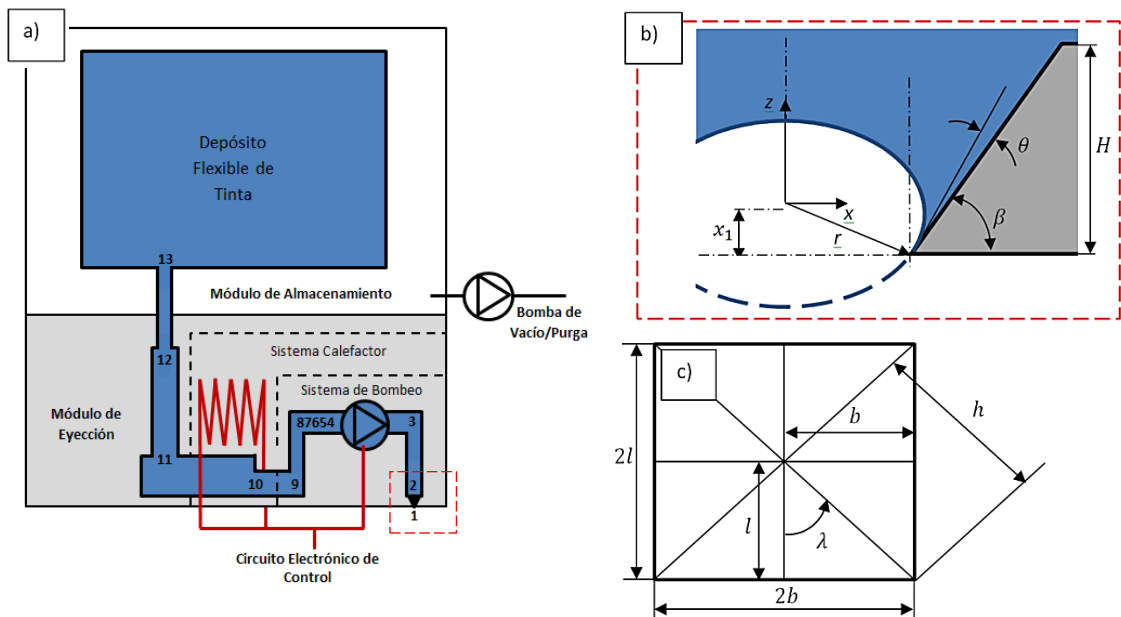 a)
Depósito
Flexible de
Tinta
13
Módulo de Almacenamiento
Bomba de
Vacío/Purga
12
Sistema Calefactor
Sistema de Bombeo
Módulo de
Eyección
87654
3
11
10
9
2
1
Circuito Electrónico de
Control
b)
z
x
x₁
r
θ
β
H
c)
2l
b
h
l
λ
2b